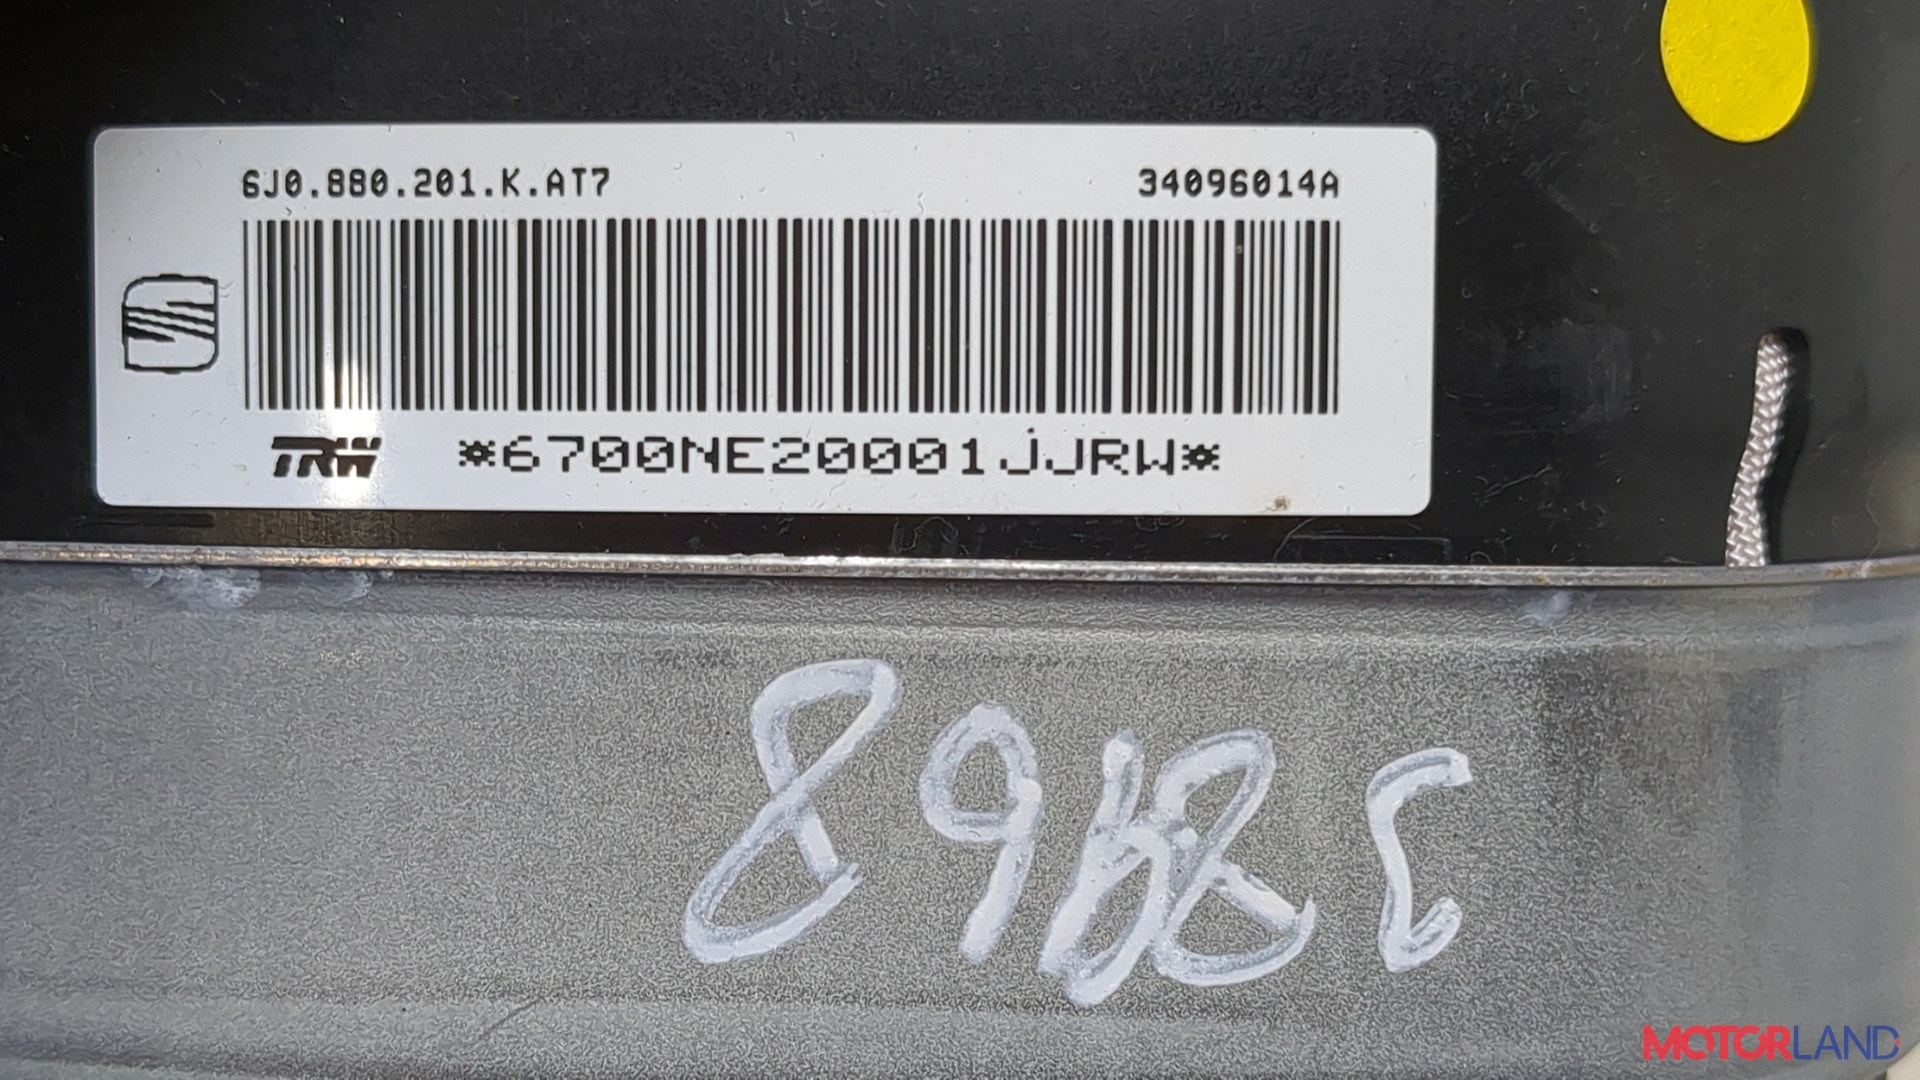 6J0.880.201.K.AT7 34096014A
TRW *6700NE20001JJRW*
MOTORLAND